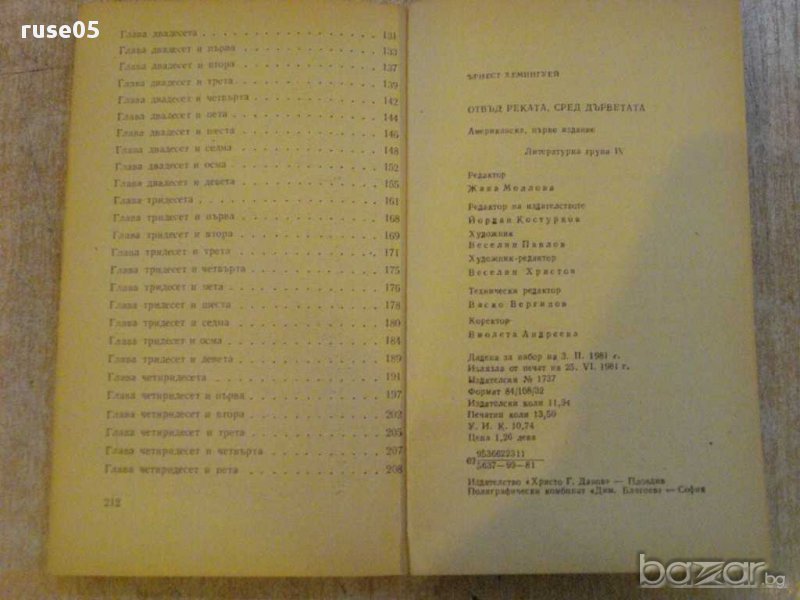 ruse05
Глава двадесета 131
Глава двадесет и първа 133
Глава двадесет и втора 137
Глава двадесет и трета 139
Глава двадесет и четвърта 142
Глава двадесет и пета 144
Глава двадесет и шеста 146
Глава двадесет и седма 148
Глава двадесет и осма 152
Глава двадесет и девета 155
Глава тридесета 161
Глава тридесет и първа 168
Глава тридесет и втора 169
Глава тридесет и трета 171
Глава тридесет и четвърта 175
Глава тридесет и пета 176
Глава тридесет и шеста 178
Глава тридесет и седма 180
Глава тридесет и осма 184
Глава тридесет и девета 189
Глава четиридесета 191
Глава четиридесет и първа 197
Глава четиридесет и втора 202
Глава четиридесет и трета 205
Глава четиридесет и четвърта 207
Глава четиридесет и пета 208
212
ЪРНЕСТ ХЕМИНГУЕЙ
ОТВЪД РЕКАТА, СРЕД ДЪРВЕТАТА
Американска, първо издание
Литературна група IX
Редактор
Жана Моллова
Редактор на издателството
Йордан Костурков
Художник
Веселин Павлов
Художник-редактор
Веселин Христов
Технически редактор
Васко Вергилов
Коректор
Виолета Андреева
Дадена за набор на 3. II. 1981 г.
Излязла от печат на 25. VI. 1981 г.
Издателски № 1737
Формат 84/108/32
Издателски коли 11,34
Печатни коли 13,50
У. И. К. 10,74
Цена 1,26 лева
9536622311
5637—99—81
Издателство «Христо Г. Данов» — Пловдив
Полиграфически комбинат «Дим. Благоев» — София
bazar.bg